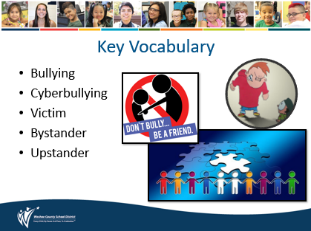 Key Vocabulary
• Bullying
• Cyberbullying
• Victim
• Bystander
• Upstander
DON'T BULLY...
BE A FRIEND.
Washoe County School District